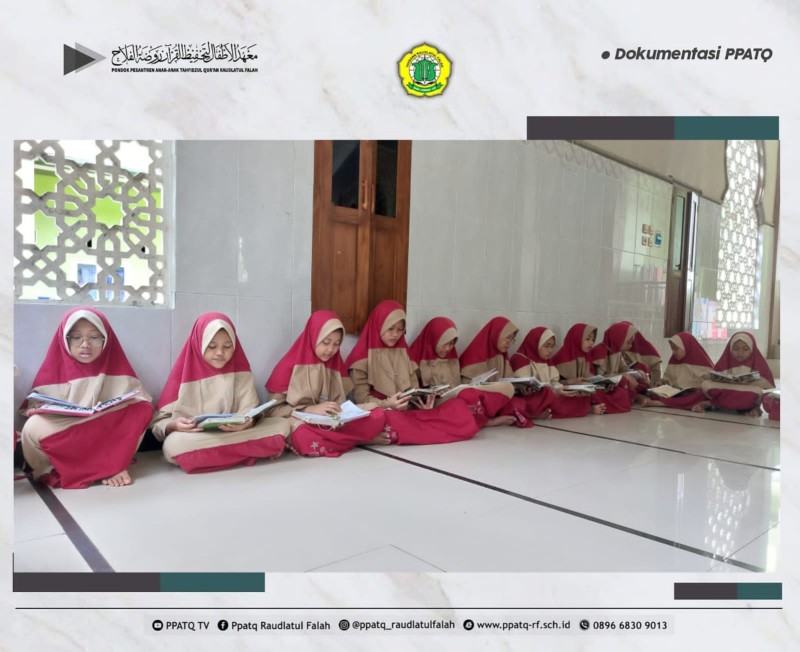 معهد الأطفال لتحفيظ القرآن روضة الفلاح
PONDOK PESANTREN ANAK-ANAK TAHFIDZUL QUR'AN RAUDLATUL FALAH
Dokumentasi PPATQ
PPATQ TV Ppatq Raudlatul Falah @ppatq_raudlatulfalah www.ppatq-rf.sch.id 0896 6830 9013